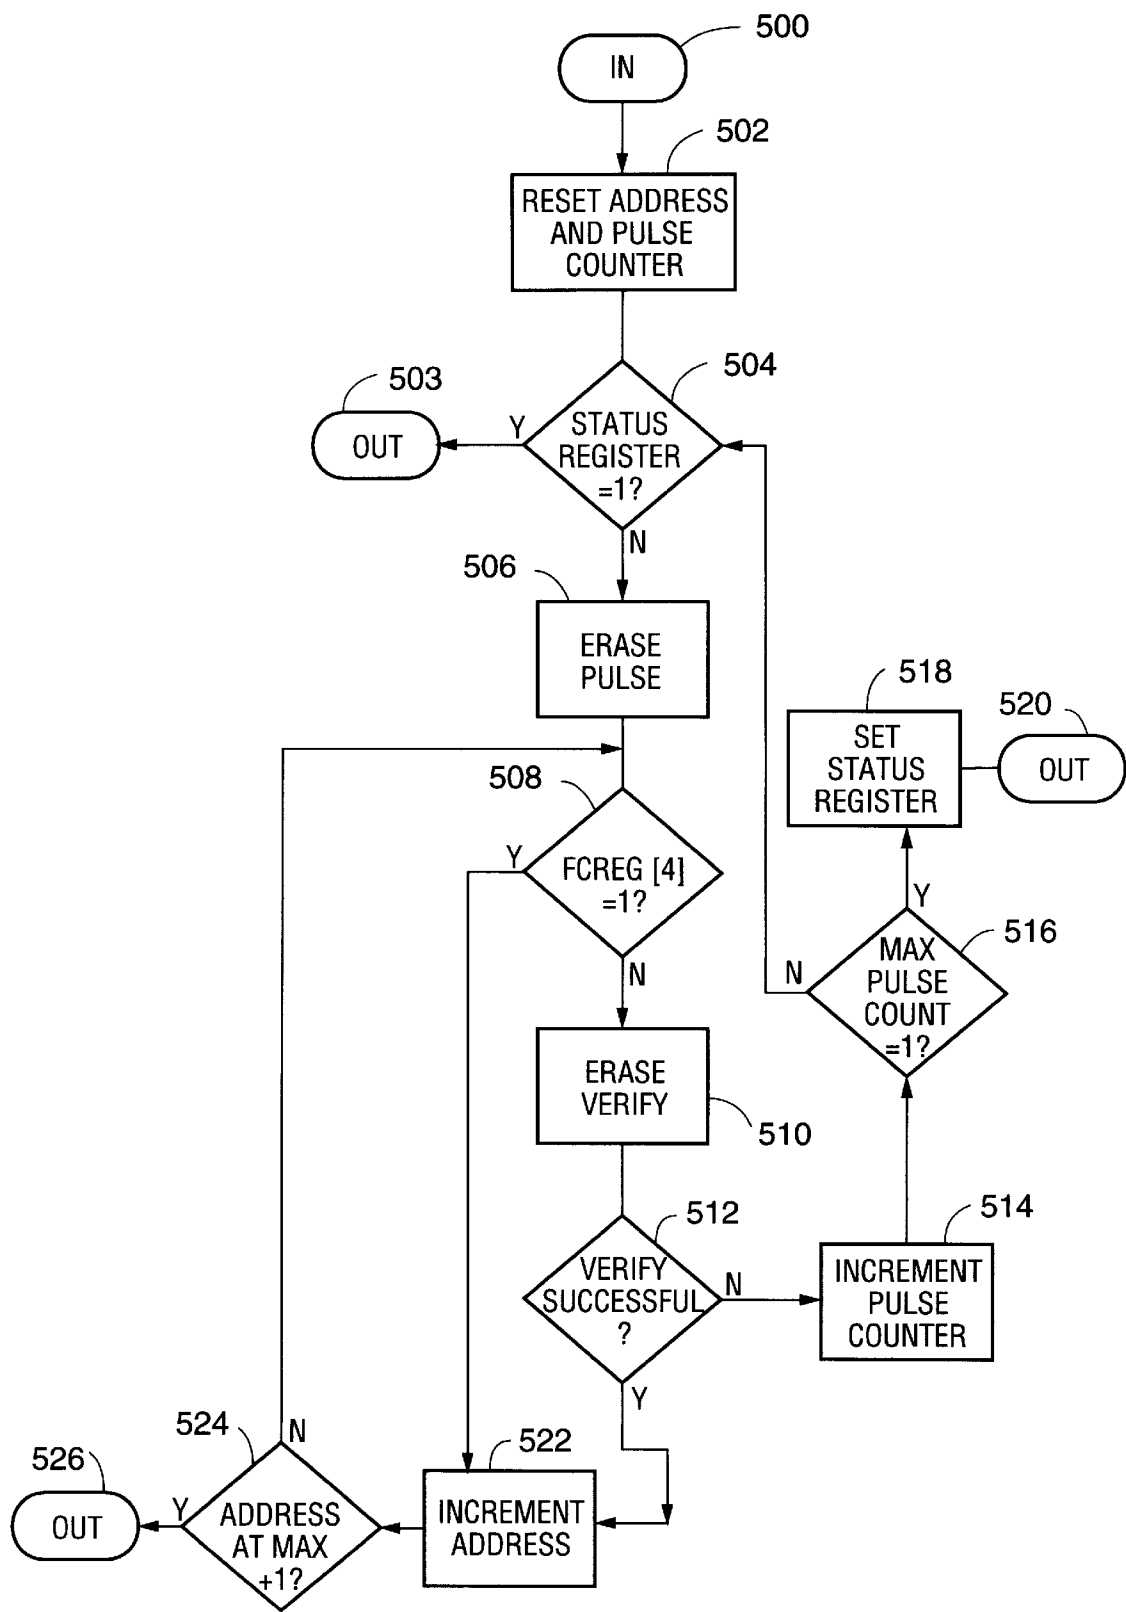 500
IN
502
RESET ADDRESS
AND PULSE
COUNTER
503
504
OUT
Y
STATUS
REGISTER
=1?
N
506
ERASE
PULSE
518
520
SET
STATUS
REGISTER
OUT
508
Y
FCREG [4]
=1?
N
Y
516
N
MAX
PULSE
COUNT
=1?
ERASE
VERIFY
510
512
514
VERIFY
SUCCESSFUL
?
N
INCREMENT
PULSE
COUNTER
Y
524
N
522
526
OUT
Y
ADDRESS
AT MAX
+1?
INCREMENT
ADDRESS